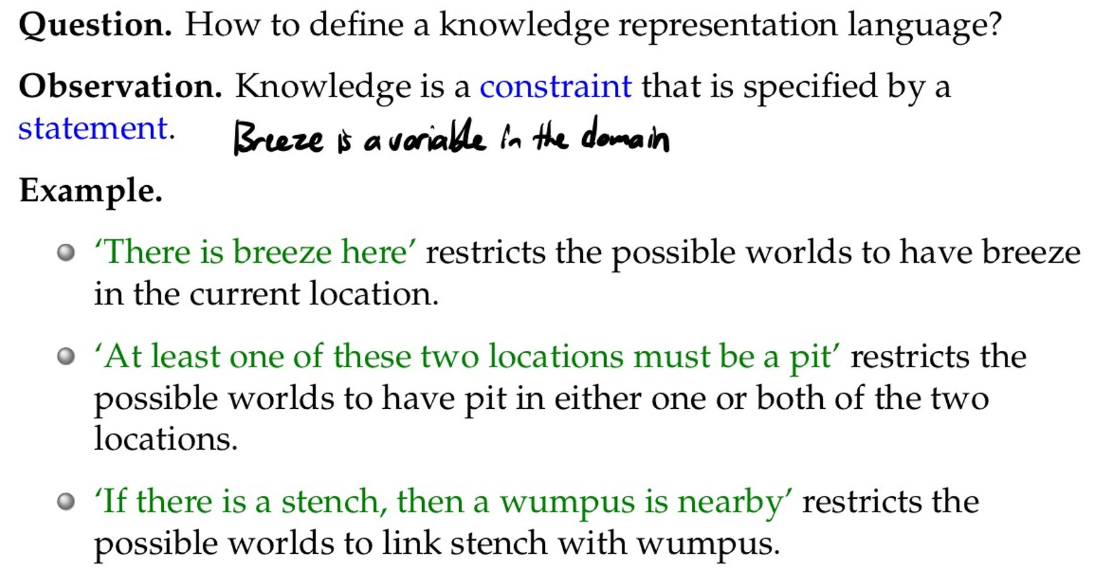 Question. How to define a knowledge representation language?
Observation. Knowledge is a constraint that is specified by a
statement. Breeze is a variable in the domain
Example.
‘There is breeze here’ restricts the possible worlds to have breeze
in the current location.
‘At least one of these two locations must be a pit’ restricts the
possible worlds to have pit in either one or both of the two
locations.
‘If there is a stench, then a wumpus is nearby’ restricts the
possible worlds to link stench with wumpus.